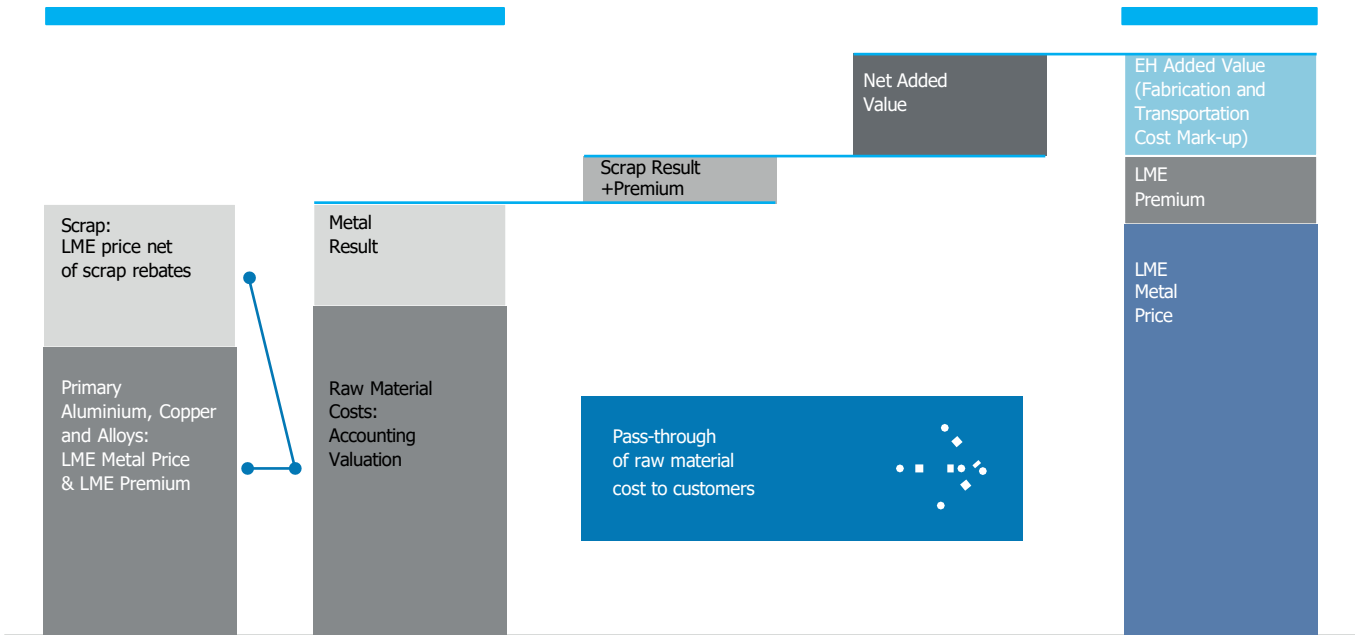 Scrap:
LME price net
of scrap rebates
Primary
Aluminium, Copper
and Alloys:
LME Metal Price
& LME Premium
Metal
Result
Raw Material
Costs:
Accounting
Valuation
Scrap Result
+Premium
Pass-through
of raw material
cost to customers
Net Added
Value
EH Added Value
(Fabrication and
Transportation
Cost Mark-up)
LME
Premium
LME
Metal
Price